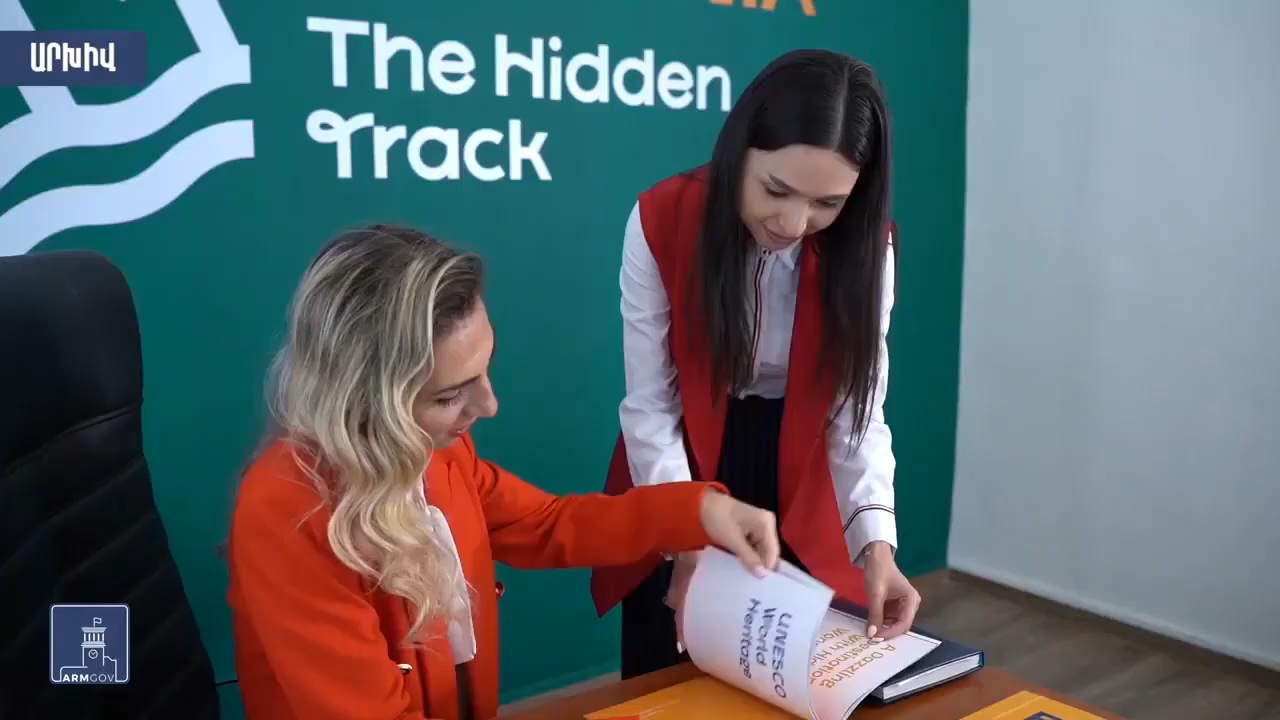 ԱՐԽԻՎ
The Hidden
Track
UNESCO
World
Heritage
A Dazzling
ARMGOV